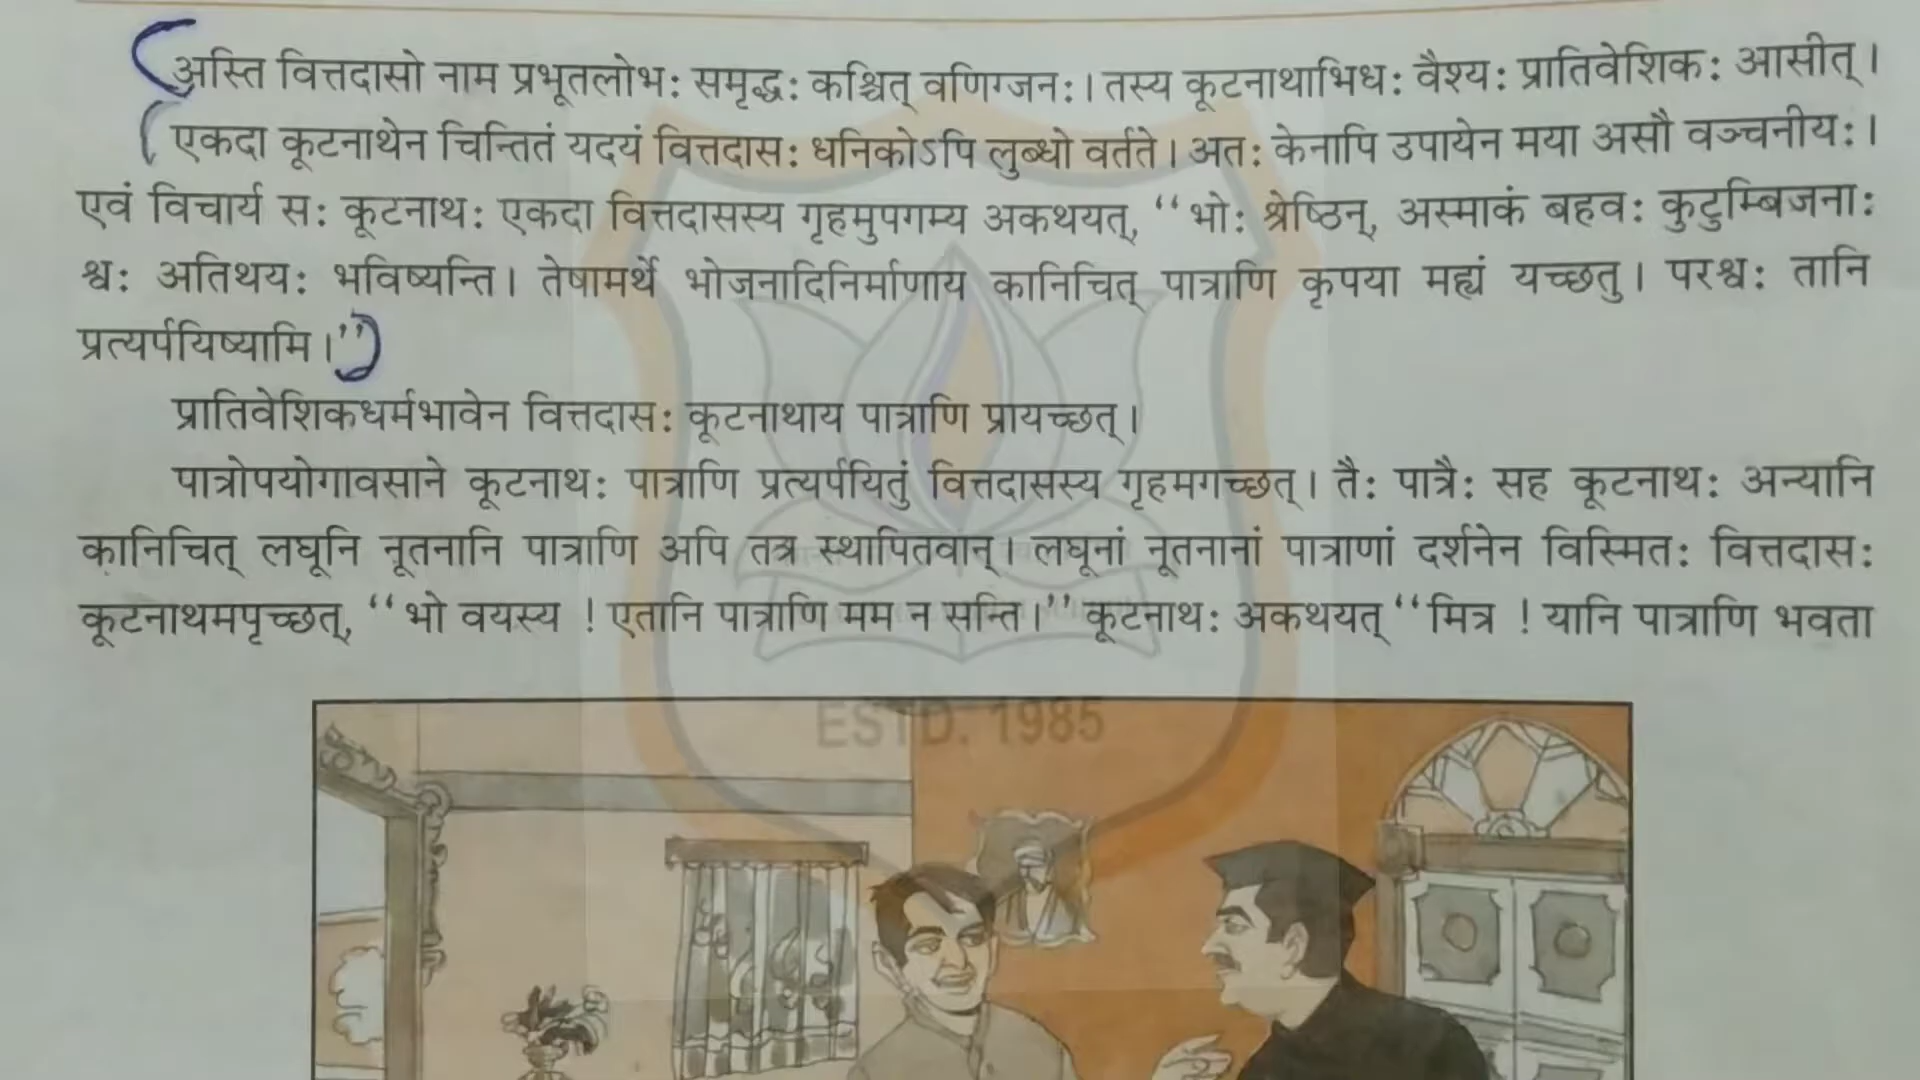 अस्ति वित्तदासो नाम प्रभूतलोभः समृद्धः कश्चित् वणिग्जनः। तस्य कूटनाथाभिधः वैश्यः प्रातिवेशिकः आसीत्।
एकदा कूटनाथेन चिन्तितं यदयं वित्तदासः धनिकोऽपि लुब्धो वर्तते। अतः केनापि उपायेन मया असौ वञ्चनीयः।
एवं विचार्य सः कूटनाथः एकदा वित्तदासस्य गृहमुपगम्य अकथयत्, “भोः श्रेष्ठिन्, अस्माकं बहवः कुटुम्बिजनाः
श्वः अतिथयः भविष्यन्ति। तेषामर्थे भोजनादिनिर्माणाय कानिचित् पात्राणि कृपया मह्यं यच्छतु। परश्वः तानि
प्रत्यर्पयिष्यामि।”
प्रातिवेशिकधर्मभावेन वित्तदासः कूटनाथाय पात्राणि प्रायच्छत्।
पात्रोपयोगावसाने कूटनाथः पात्राणि प्रत्यर्पयितुं वित्तदासस्य गृहमगच्छत्। तैः पात्रैः सह कूटनाथः अन्यानि
कानिचित् लघूनि नूतनानि पात्राणि अपि तत्र स्थापितवान्। लघूनां नूतनानां पात्राणां दर्शनेन विस्मितः वित्तदासः
कूटनाथमपृच्छत्, “भो वयस्य ! एतानि पात्राणि मम न सन्ति।” कूटनाथः अकथयत् “मित्र ! यानि पात्राणि भवता
ESTD. 1985